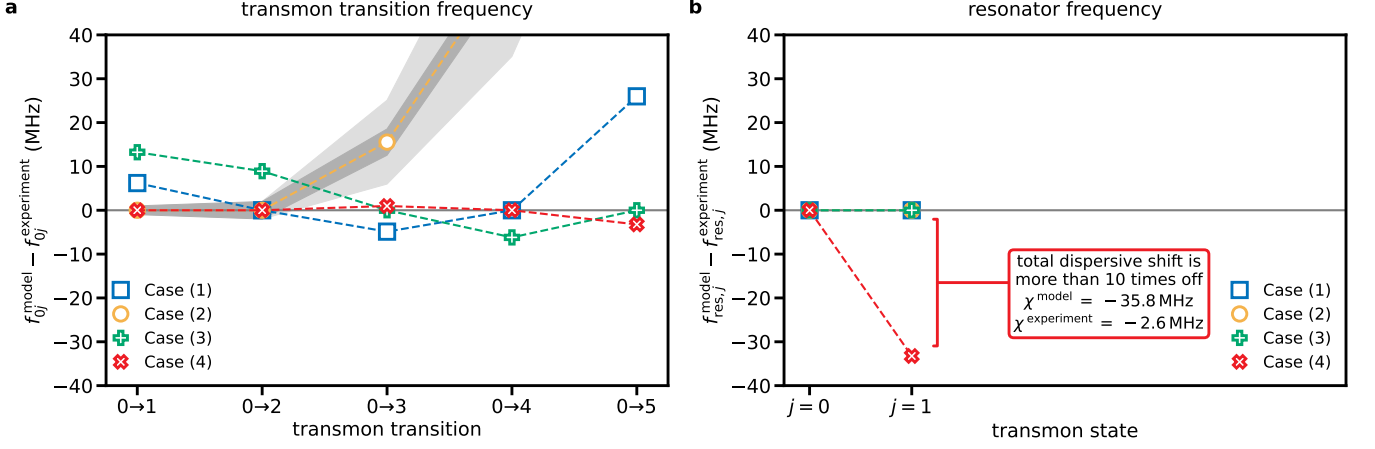 a
transmon transition frequency
40
30
20
10
0
−10
−20
−30
−40
f_{0j}^{model} − f_{0j}^{experiment} (MHz)
Case (1)
Case (2)
Case (3)
Case (4)
0→1
0→2
0→3
0→4
0→5
transmon transition
b
resonator frequency
40
30
20
10
0
−10
−20
−30
−40
f_{res,j}^{model} − f_{res,j}^{experiment} (MHz)
total dispersive shift is
more than 10 times off
χ^{model} = −35.8 MHz
χ^{experiment} = −2.6 MHz
Case (1)
Case (2)
Case (3)
Case (4)
j = 0
j = 1
transmon state